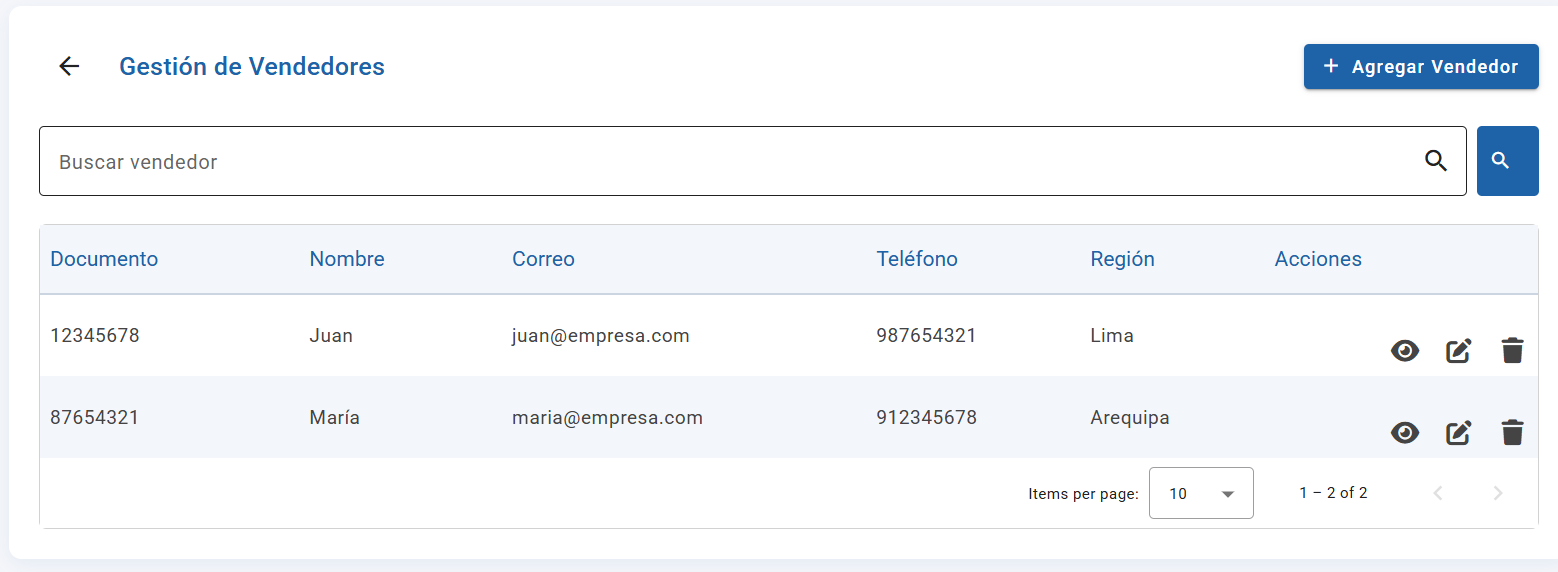 Gestión de Vendedores
+ Agregar Vendedor
Buscar vendedor
Documento Nombre Correo Teléfono Región Acciones
12345678 Juan juan@empresa.com 987654321 Lima
87654321 María maria@empresa.com 912345678 Arequipa
Items per page: 10 1 – 2 of 2